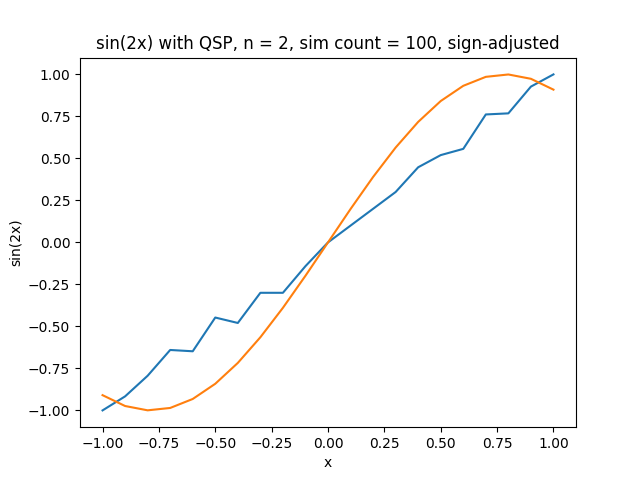 sin(2x) with QSP, n = 2, sim count = 100, sign-adjusted
1.00
0.75
0.50
0.25
0.00
−0.25
−0.50
−0.75
−1.00
sin(2x)
−1.00 −0.75 −0.50 −0.25 0.00 0.25 0.50 0.75 1.00
x